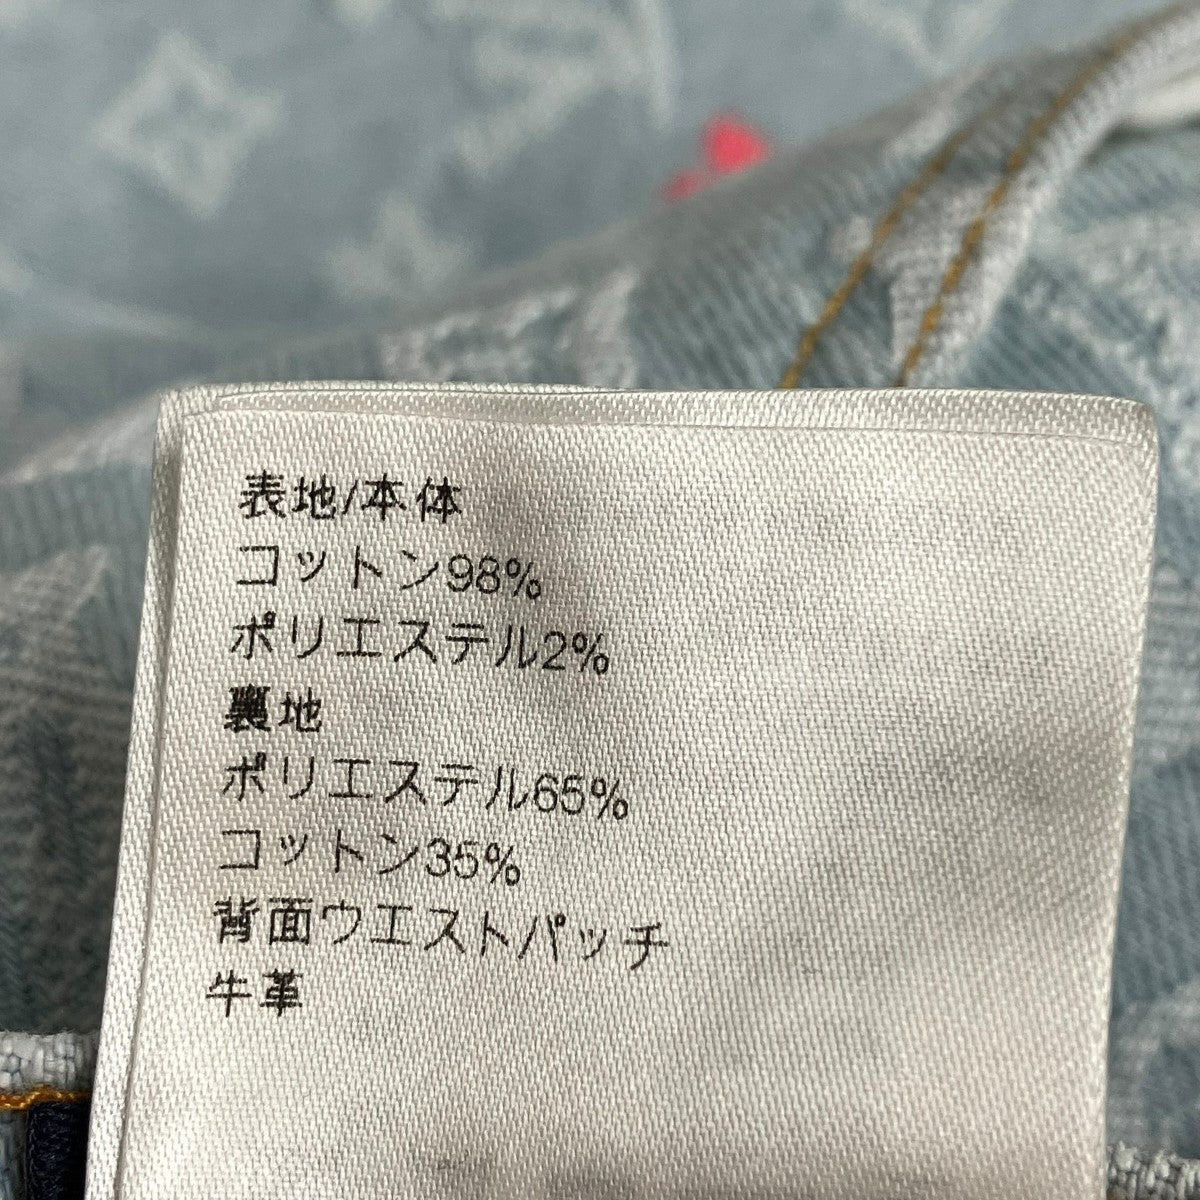 表地/本体
コットン98%
ポリエステル2%
裏地
ポリエステル65%
コットン35%
背面ウエストパッチ
牛革